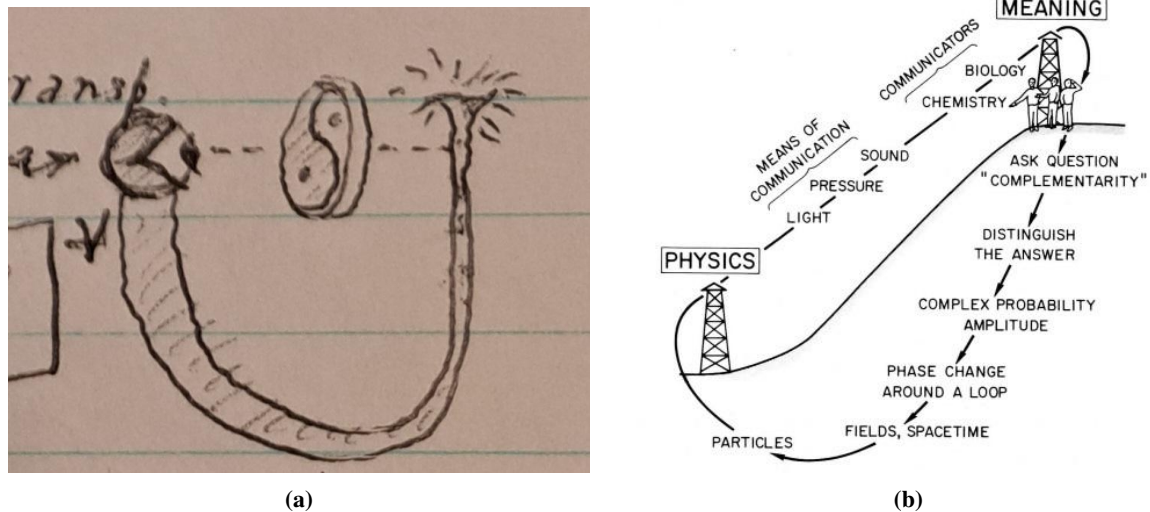 ransp.
(a)
MEANING
COMMUNICATORS
BIOLOGY
CHEMISTRY
MEANS OF
COMMUNICATION
SOUND
PRESSURE
LIGHT
PHYSICS
ASK QUESTION
"COMPLEMENTARITY"
DISTINGUISH
THE ANSWER
COMPLEX PROBABILITY
AMPLITUDE
PHASE CHANGE
AROUND A LOOP
FIELDS, SPACETIME
PARTICLES
(b)